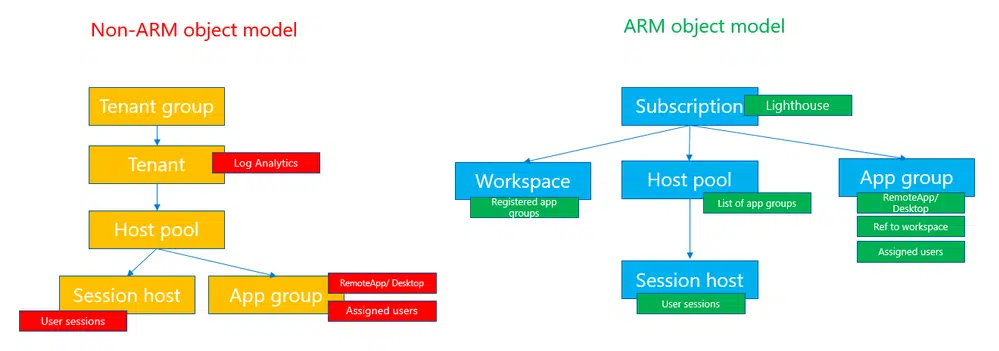 Non-ARM object model
Tenant group
Tenant
Log Analytics
Host pool
Session host
User sessions
App group
RemoteApp/ Desktop
Assigned users
ARM object model
Subscription
Lighthouse
Workspace
Registered app
groups
Host pool
List of app groups
App group
RemoteApp/
Desktop
Ref to workspace
Assigned users
Session host
User sessions